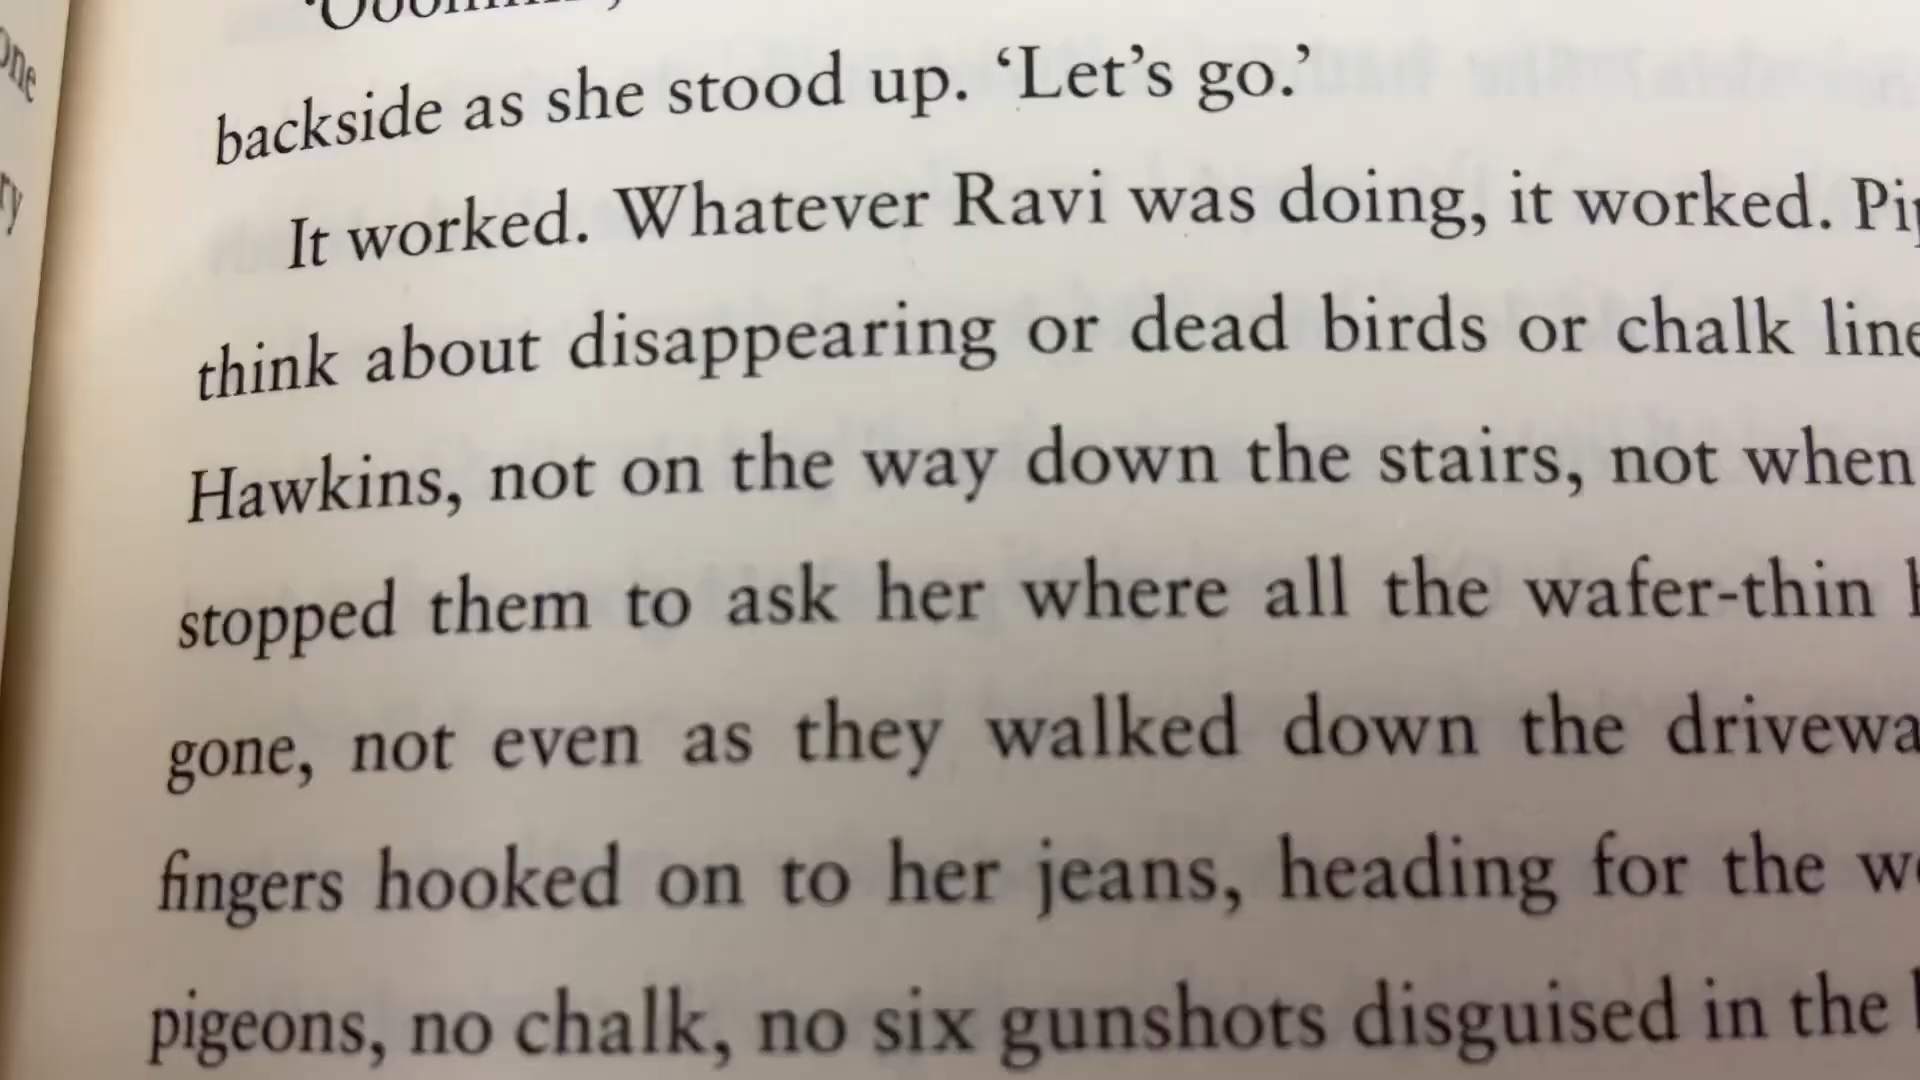 backside as she stood up. ‘Let’s go.’
It worked. Whatever Ravi was doing, it worked.
think about disappearing or dead birds or chalk
Hawkins, not on the way down the stairs, not when
stopped them to ask her where all the wafer-thin
gone, not even as they walked down the
fingers hooked on to her jeans, heading for the
pigeons, no chalk, no six gunshots disguised in the